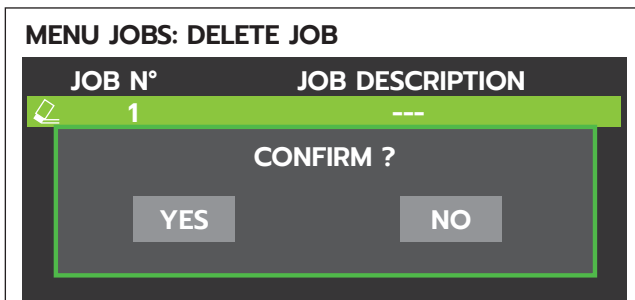 MENU JOBS: DELETE JOB
JOB N° JOB DESCRIPTION
1 ---
CONFIRM ?
YES NO